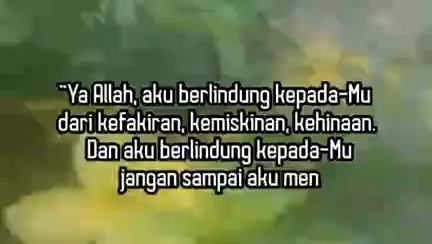 "Ya Allah, aku berlindung kepada-Mu
dari kefakiran, kemiskinan, kehinaan.
Dan aku berlindung kepada-Mu
jangan sampai aku men